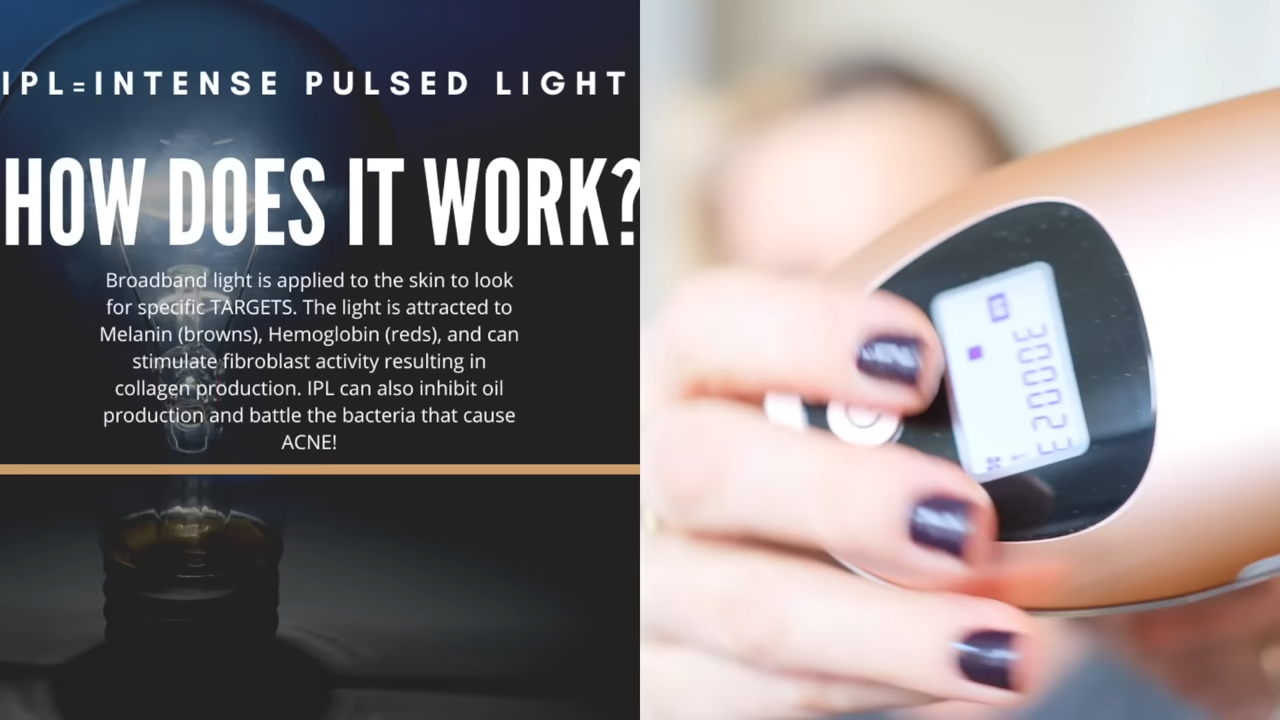 IPL=INTENSE PULSED LIGHT
HOW DOES IT WORK?
Broadband light is applied to the skin to look
for specific TARGETS. The light is attracted to
Melanin (browns), Hemoglobin (reds), and can
stimulate fibroblast activity resulting in
collagen production. IPL can also inhibit oil
production and battle the bacteria that cause
ACNE!